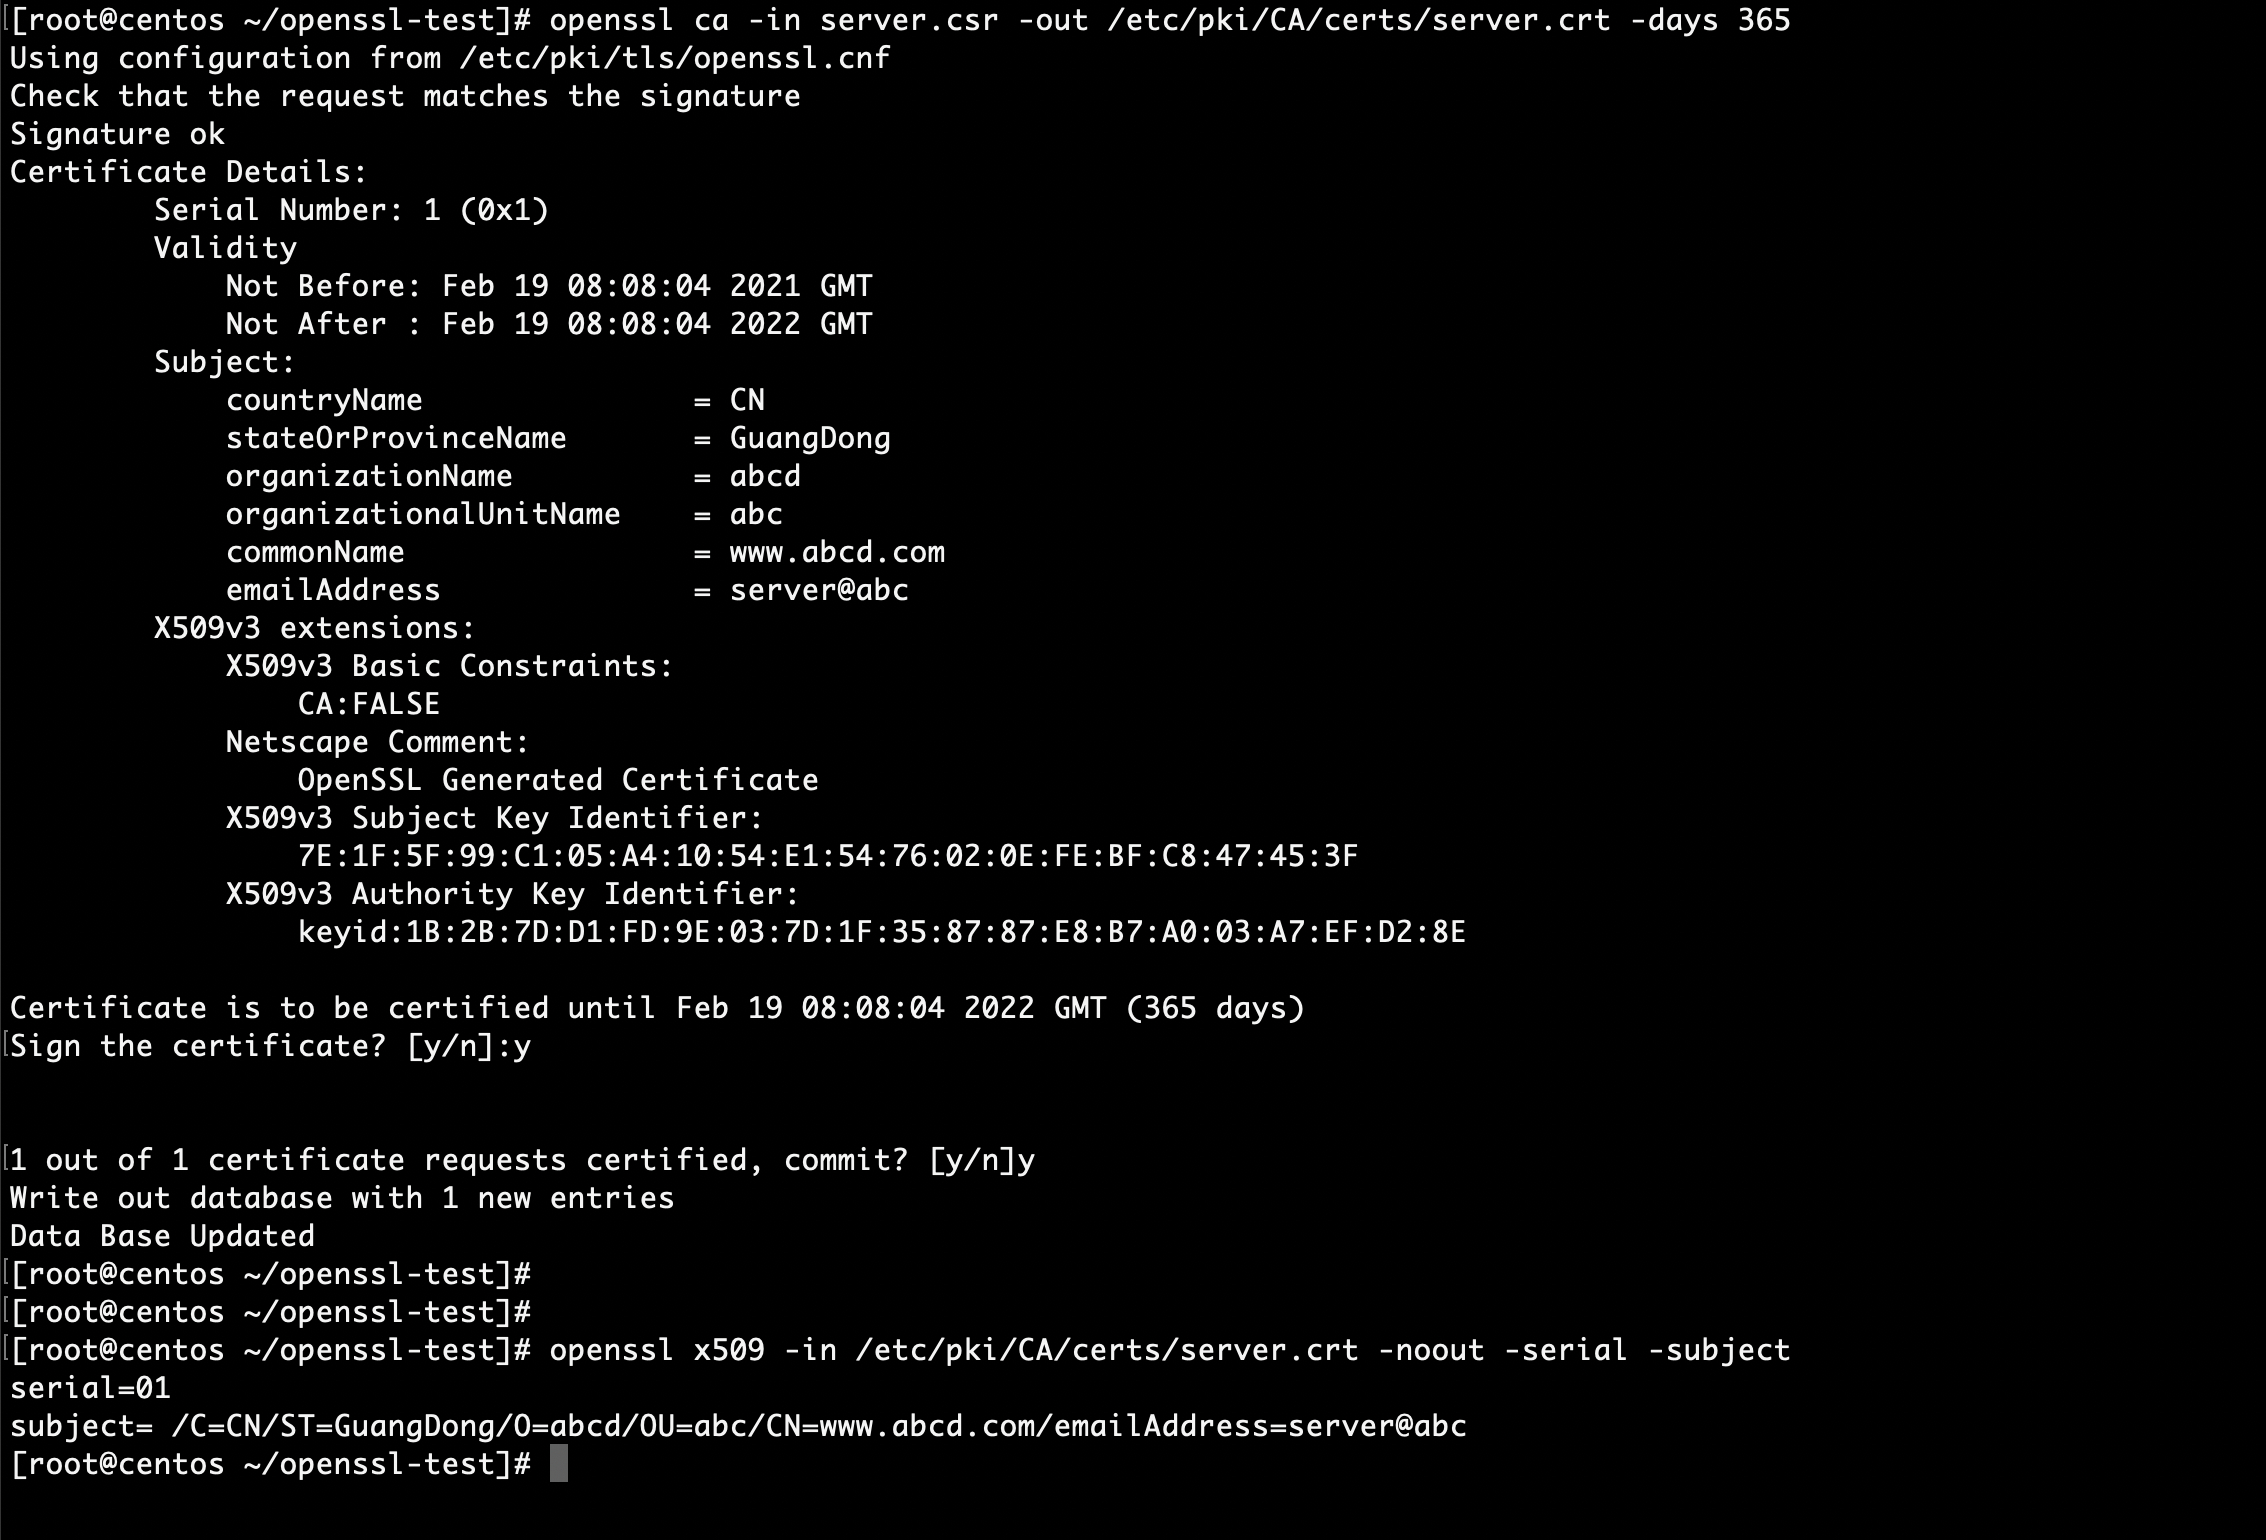 [root@centos ~/openssl-test]# openssl ca -in server.csr -out /etc/pki/CA/certs/server.crt -days 365
Using configuration from /etc/pki/tls/openssl.cnf
Check that the request matches the signature
Signature ok
Certificate Details:
        Serial Number: 1 (0x1)
        Validity
            Not Before: Feb 19 08:08:04 2021 GMT
            Not After : Feb 19 08:08:04 2022 GMT
        Subject:
            countryName               = CN
            stateOrProvinceName       = GuangDong
            organizationName          = abcd
            organizationalUnitName    = abc
            commonName                = www.abcd.com
            emailAddress              = server@abc
        X509v3 extensions:
            X509v3 Basic Constraints:
                CA:FALSE
            Netscape Comment:
                OpenSSL Generated Certificate
            X509v3 Subject Key Identifier:
                7E:1F:5F:99:C1:05:A4:10:54:E1:54:76:02:0E:FE:BF:C8:47:45:3F
            X509v3 Authority Key Identifier:
                keyid:1B:2B:7D:D1:FD:9E:03:7D:1F:35:87:87:E8:B7:A0:03:A7:EF:D2:8E

Certificate is to be certified until Feb 19 08:08:04 2022 GMT (365 days)
Sign the certificate? [y/n]:y


1 out of 1 certificate requests certified, commit? [y/n]y
Write out database with 1 new entries
Data Base Updated
[root@centos ~/openssl-test]#
[root@centos ~/openssl-test]#
[root@centos ~/openssl-test]# openssl x509 -in /etc/pki/CA/certs/server.crt -noout -serial -subject
serial=01
subject= /C=CN/ST=GuangDong/O=abcd/OU=abc/CN=www.abcd.com/emailAddress=server@abc
[root@centos ~/openssl-test]#